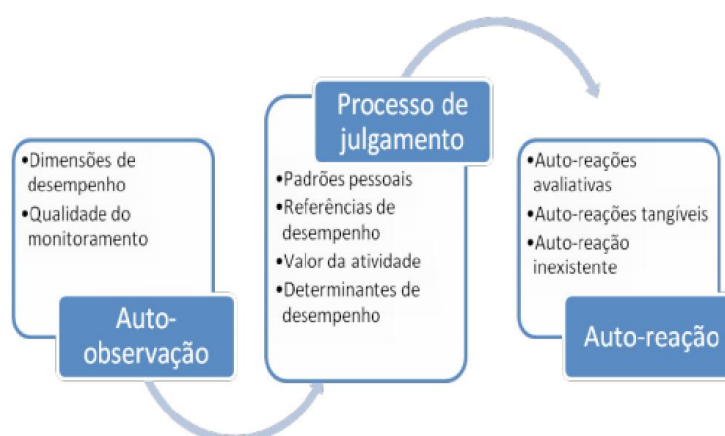 •Dimensões de
desempenho
•Qualidade do
monitoramento
Auto-
observação
Processo de
julgamento
•Padrões pessoais
•Referências de
desempenho
•Valor da atividade
•Determinantes de
desempenho
•Auto-reações
avaliativas
•Auto-reações tangíveis
•Auto-reação
inexistente
Auto-reação